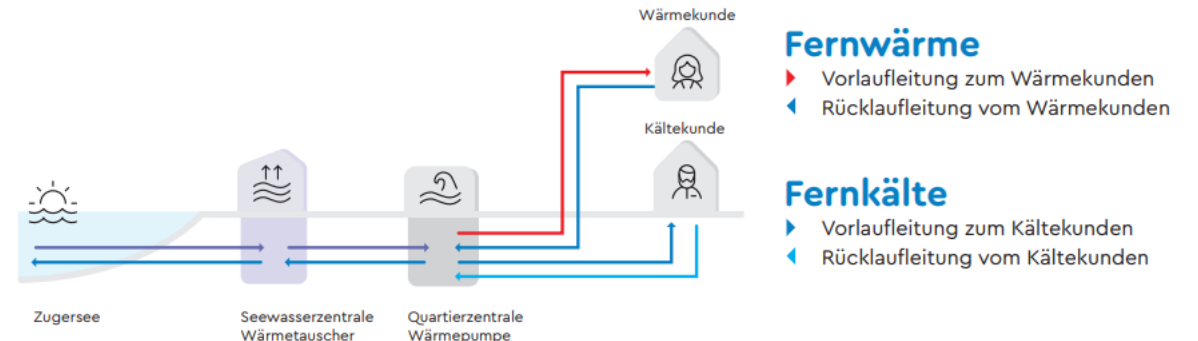 Wärmekunde
Kältekunde
Zugersee
Seewasserzentrale
Wärmetauscher
Quartierzentrale
Wärmepumpe
Fernwärme
Vorlaufleitung zum Wärmekunden
Rücklaufleitung vom Wärmekunden
Fernkälte
Vorlaufleitung zum Kältekunden
Rücklaufleitung vom Kältekunden